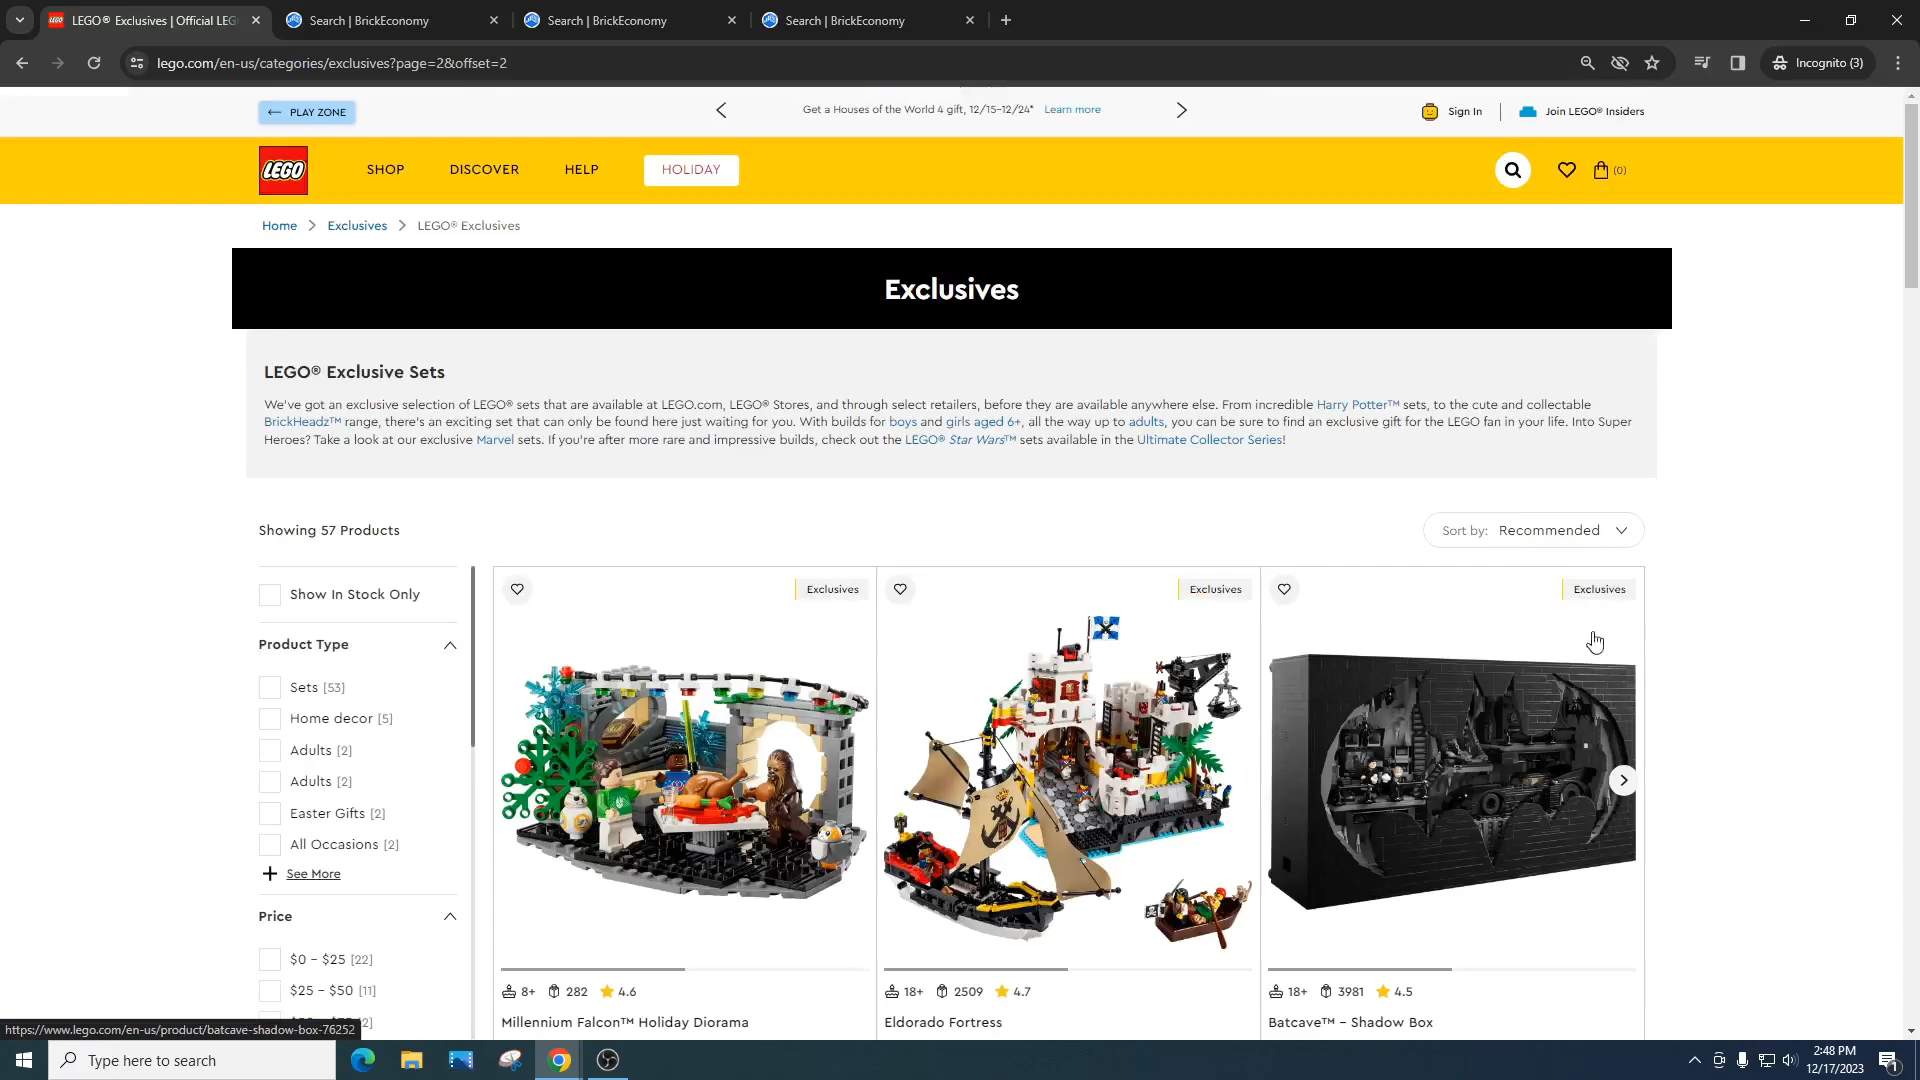 LEGO® Exclusives | Official LEG
Search | BrickEconomy
Search | BrickEconomy
Search | BrickEconomy
lego.com/en-us/categories/exclusives?page=2&offset=2
Incognito (3)
PLAY ZONE
Get a Houses of the World 4 gift, 12/15-12/24* Learn more
Sign In
Join LEGO® Insiders
LEGO
SHOP
DISCOVER
HELP
HOLIDAY
(0)
Home > Exclusives > LEGO® Exclusives
Exclusives
LEGO® Exclusive Sets
We've got an exclusive selection of LEGO® sets that are available at LEGO.com, LEGO® Stores, and through select retailers, before they are available anywhere else. From incredible Harry Potter™ sets, to the cute and collectable
BrickHeadz™ range, there's an exciting set that can only be found here just waiting for you. With builds for boys and girls aged 6+, all the way up to adults, you can be sure to find an exclusive gift for the LEGO fan in your life. Into Super
Heroes? Take a look at our exclusive Marvel sets. If you're after more rare and impressive builds, check out the LEGO® Star Wars™ sets available in the Ultimate Collector Series!
Showing 57 Products
Sort by: Recommended
Show In Stock Only
Product Type
Sets [53]
Home decor [5]
Adults [2]
Adults [2]
Easter Gifts [2]
All Occasions [2]
See More
Price
$0 - $25 [22]
$25 - $50 [11]
Exclusives
8+ 282 4.6
Millennium Falcon™ Holiday Diorama
Exclusives
18+ 2509 4.7
Eldorado Fortress
Exclusives
18+ 3981 4.5
Batcave™ – Shadow Box
https://www.lego.com/en-us/product/batcave-shadow-box-76252
Type here to search
2:48 PM
12/17/2023
1